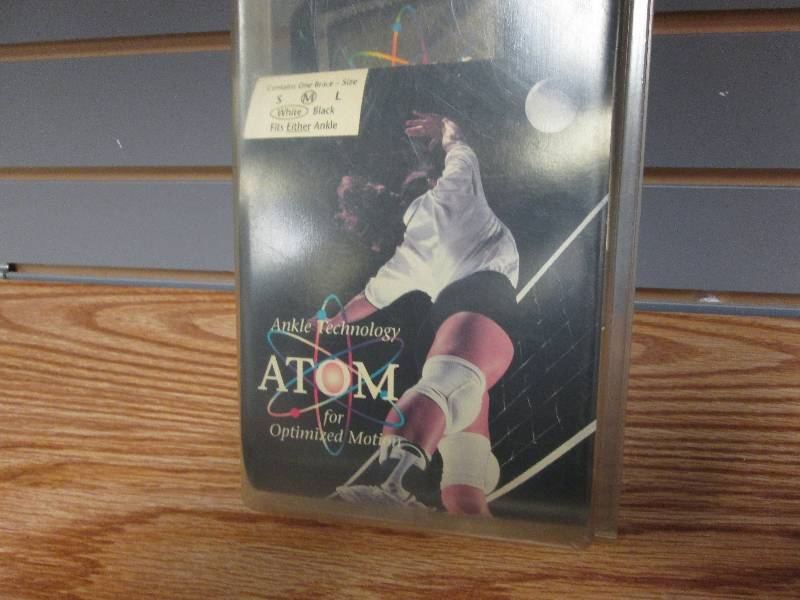 Contains One Brace - Size
S M L
White Black
Fits Either Ankle
Ankle Technology
ATOM
for
Optimized Motion